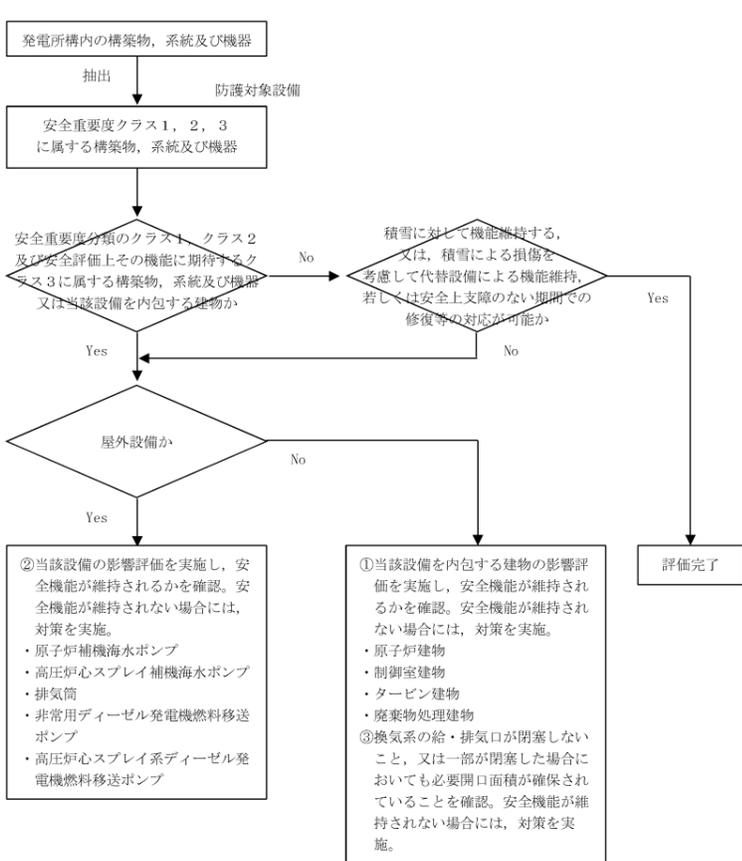 発電所構内の構築物，系統及び機器
抽出
防護対象設備
安全重要度クラス１，２，３
に属する構築物，系統及び機器
安全重要度分類のクラス１，クラス２
及び安全評価上その機能に期待するク
ラス３に属する構築物，系統及び機器
又は当該設備を内包する建物か
No
積雪に対して機能維持する，
又は，積雪による損傷を
考慮して代替設備による機能維持，
若しくは安全上支障のない期間での
修復等の対応が可能か
Yes
Yes
No
屋外設備か
No
Yes
②当該設備の影響評価を実施し，安
全機能が維持されるかを確認。安
全機能が維持されない場合には，
対策を実施。
・原子炉補機海水ポンプ
・高圧炉心スプレイ補機海水ポンプ
・排気筒
・非常用ディーゼル発電機燃料移送
ポンプ
・高圧炉心スプレイ系ディーゼル発
電機燃料移送ポンプ
①当該設備を内包する建物の影響評
価を実施し，安全機能が維持され
るかを確認。安全機能が維持され
ない場合には，対策を実施。
・原子炉建物
・制御室建物
・タービン建物
・廃棄物処理建物
③換気系の給・排気口が閉塞しない
こと，又は一部が閉塞した場合に
おいても必要開口面積が確保され
ていることを確認。安全機能が維
持されない場合には，対策を実
施。
評価完了